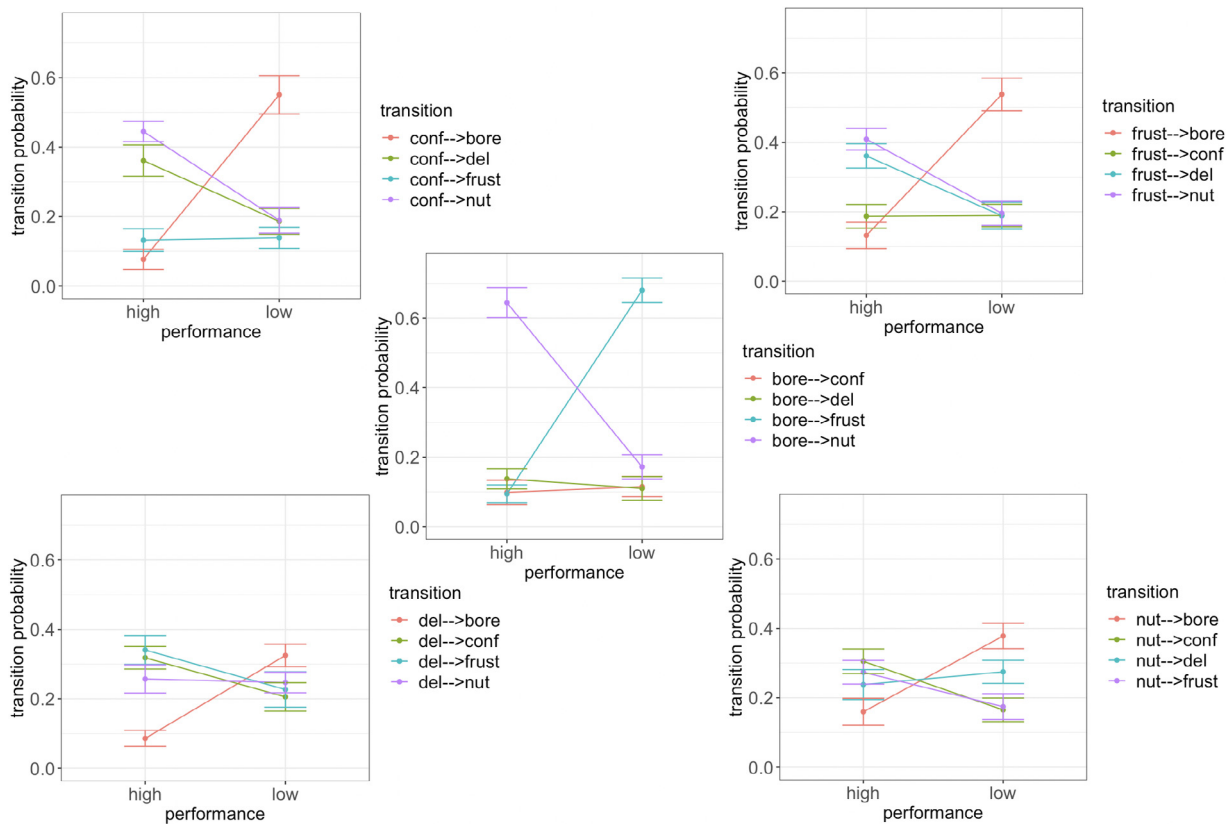 transition probability
0.6
0.4
0.2
0.0
high
low
performance
transition
conf-->bore
conf-->del
conf-->frust
conf-->nut
transition probability
0.6
0.4
0.2
0.0
high
low
performance
transition
frust-->bore
frust-->conf
frust-->del
frust-->nut
transition probability
0.6
0.4
0.2
0.0
high
low
performance
transition
bore-->conf
bore-->del
bore-->frust
bore-->nut
transition probability
0.6
0.4
0.2
0.0
high
low
performance
transition
del-->bore
del-->conf
del-->frust
del-->nut
transition probability
0.6
0.4
0.2
0.0
high
low
performance
transition
nut-->bore
nut-->conf
nut-->del
nut-->frust